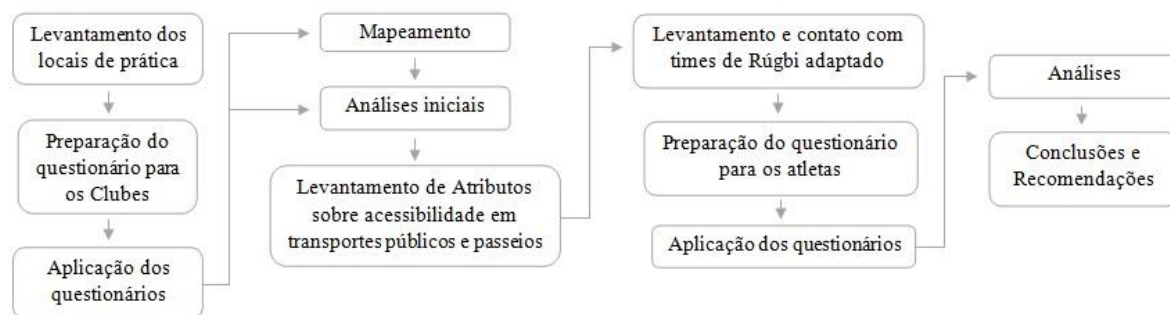 Levantamento dos
locais de prática
Preparação do
questionário para
os Clubes
Aplicação dos
questionários
Mapeamento
Análises iniciais
Levantamento de Atributos
sobre acessibilidade em
transportes públicos e passeios
Levantamento e contato com
times de Rúgbi adaptado
Preparação do questionário
para os atletas
Aplicação dos questionários
Análises
Conclusões e
Recomendações